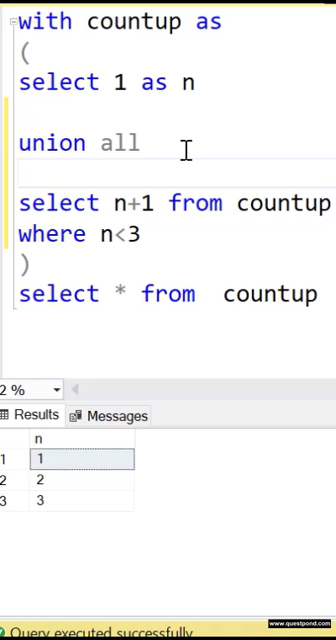 with countup as
(
select 1 as n
union all
select n+1 from countup
where n<3
)
select * from countup
2 %
Results Messages
n
1 1
2 2
3 3
www.questpond.com
Query executed successfully